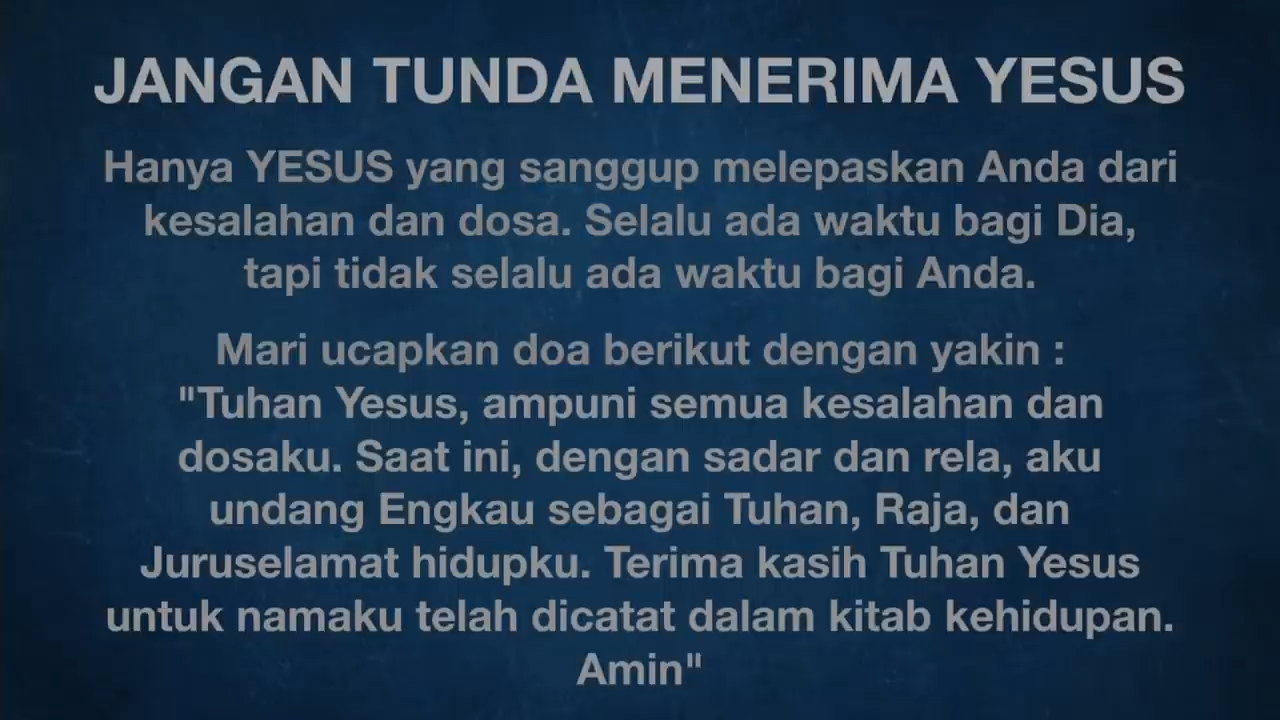 JANGAN TUNDA MENERIMA YESUS
Hanya YESUS yang sanggup melepaskan Anda dari
kesalahan dan dosa. Selalu ada waktu bagi Dia,
tapi tidak selalu ada waktu bagi Anda.
Mari ucapkan doa berikut dengan yakin :
"Tuhan Yesus, ampuni semua kesalahan dan
dosaku. Saat ini, dengan sadar dan rela, aku
undang Engkau sebagai Tuhan, Raja, dan
Juruselamat hidupku. Terima kasih Tuhan Yesus
untuk namaku telah dicatat dalam kitab kehidupan.
Amin"